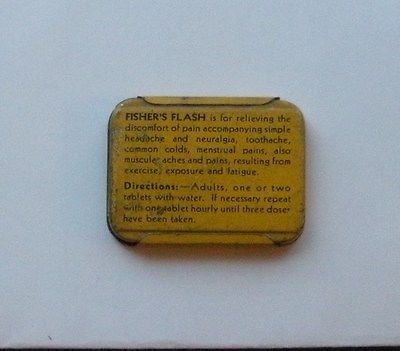 FISHER'S FLASH is for relieving the
discomfort of pain accompanying simple
headache and neuralgia, toothache,
common colds, menstrual pains, also
muscular aches and pains, resulting from
exercise, exposure and fatigue.
Directions:—Adults, one or two
tablets with water. If necessary repeat
with one tablet hourly until three doses
have been taken.